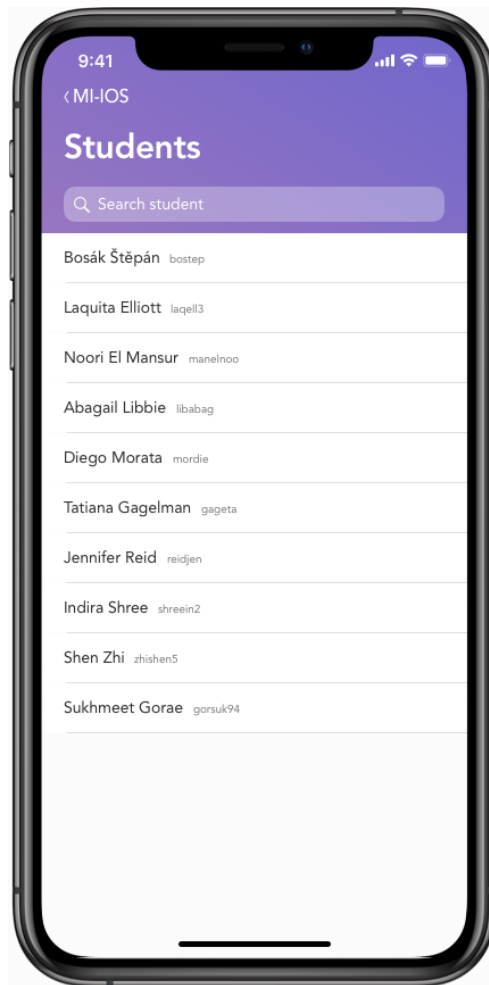 9:41
MI-IOS
Students
Search student
Bosák Štěpán bostep
Laquita Elliott laqell3
Noori El Mansur manelnoo
Abagail Libbie libabag
Diego Morata mordie
Tatiana Gagelman gageta
Jennifer Reid reidjen
Indira Shree shreein2
Shen Zhi zhishen5
Sukhmeet Gorae gorsuk94